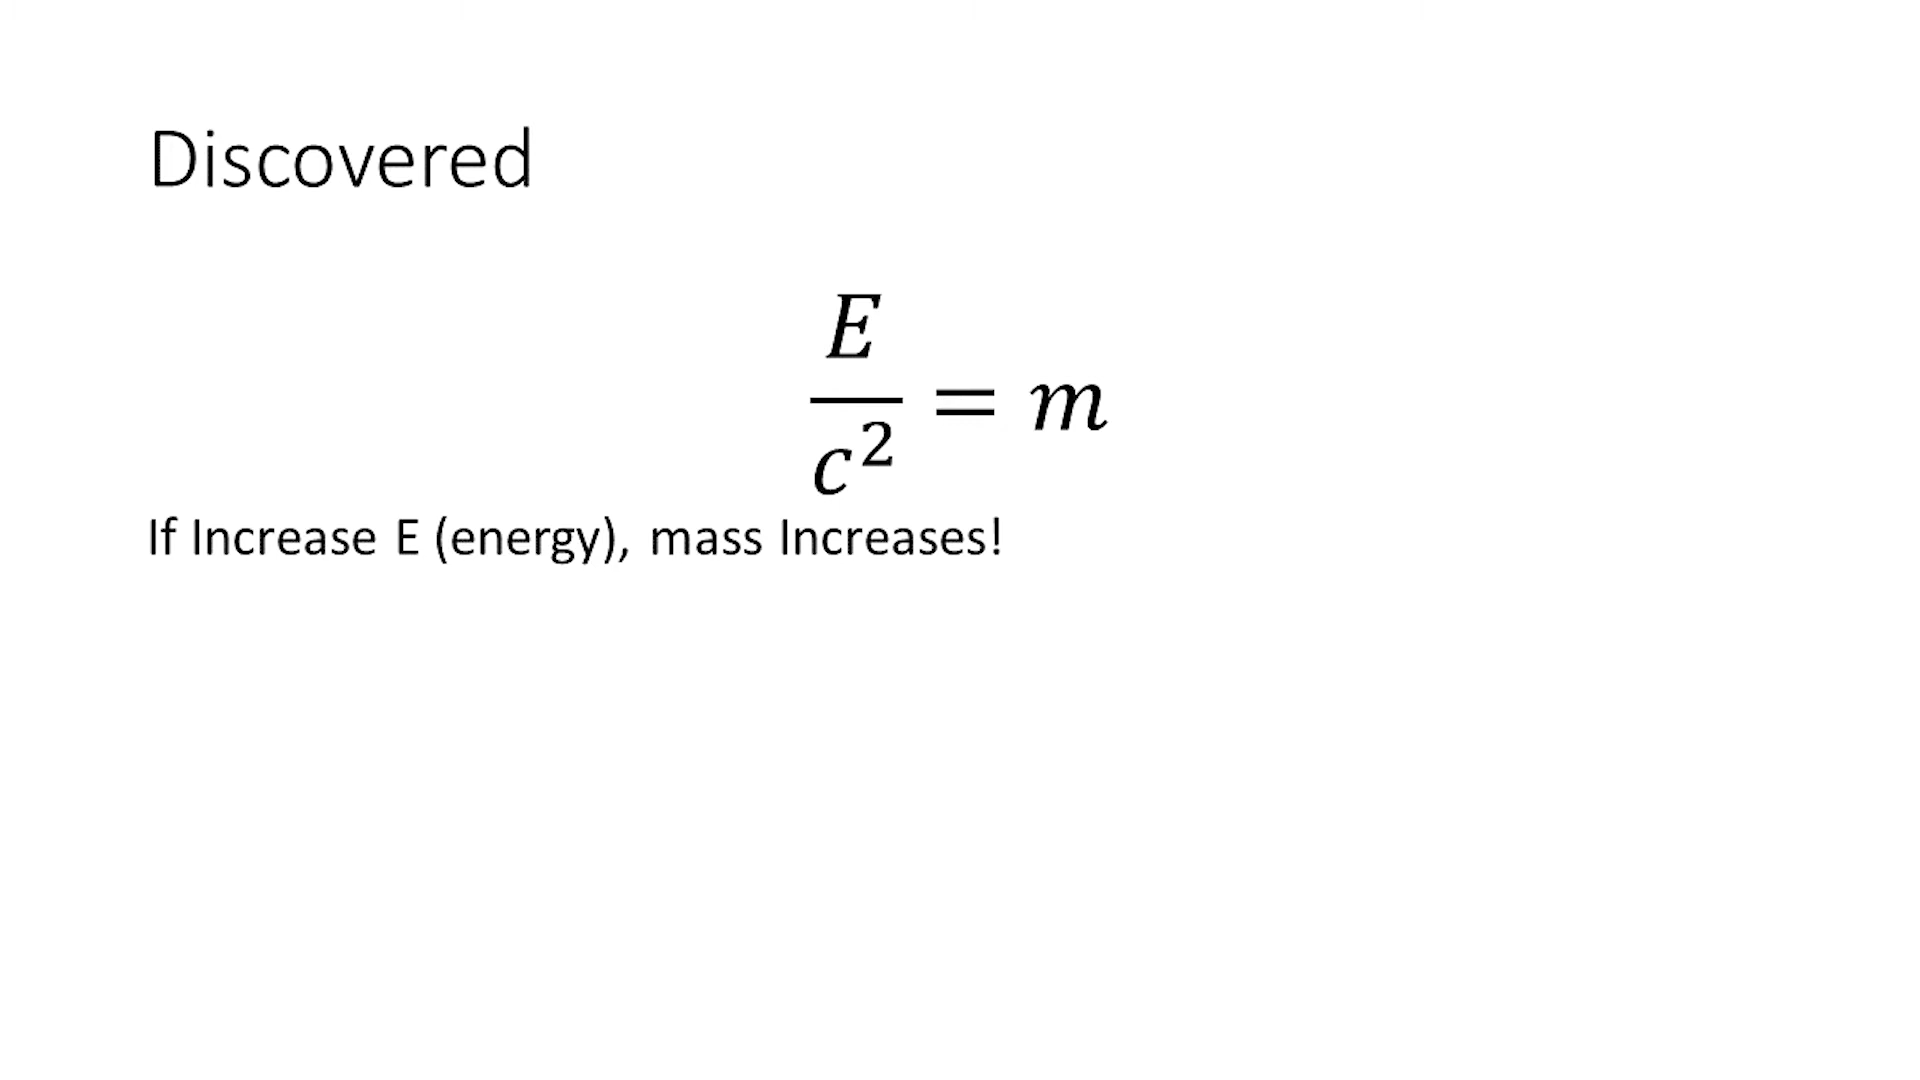 Discovered
E/c² = m
If Increase E (energy), mass Increases!